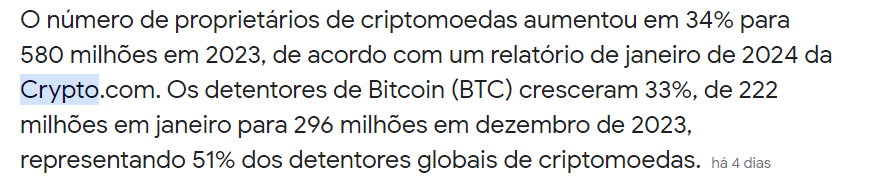 O número de proprietários de criptomoedas aumentou em 34% para
580 milhões em 2023, de acordo com um relatório de janeiro de 2024 da
Crypto.com. Os detentores de Bitcoin (BTC) cresceram 33%, de 222
milhões em janeiro para 296 milhões em dezembro de 2023,
representando 51% dos detentores globais de criptomoedas. há 4 dias